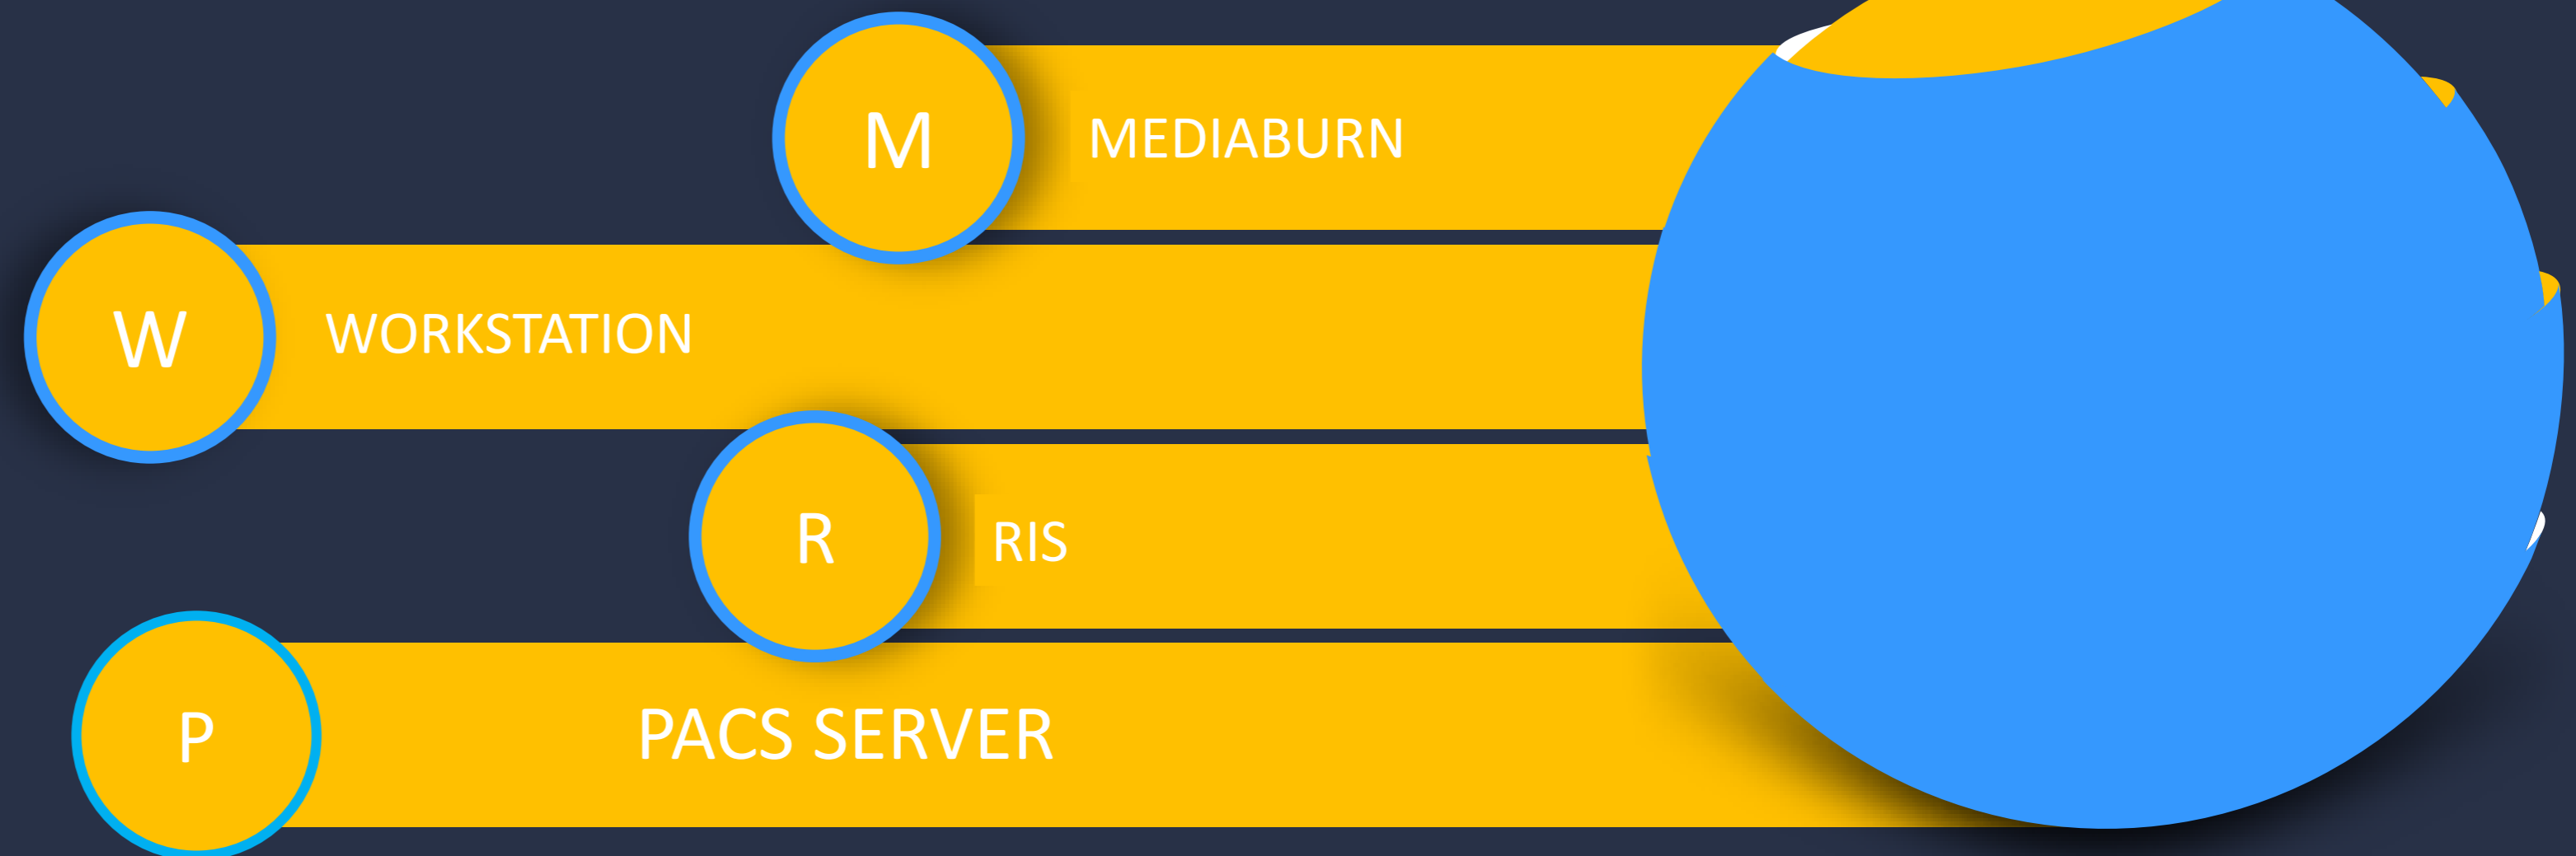 M
MEDIABURN
W
WORKSTATION
R
RIS
P
PACS SERVER